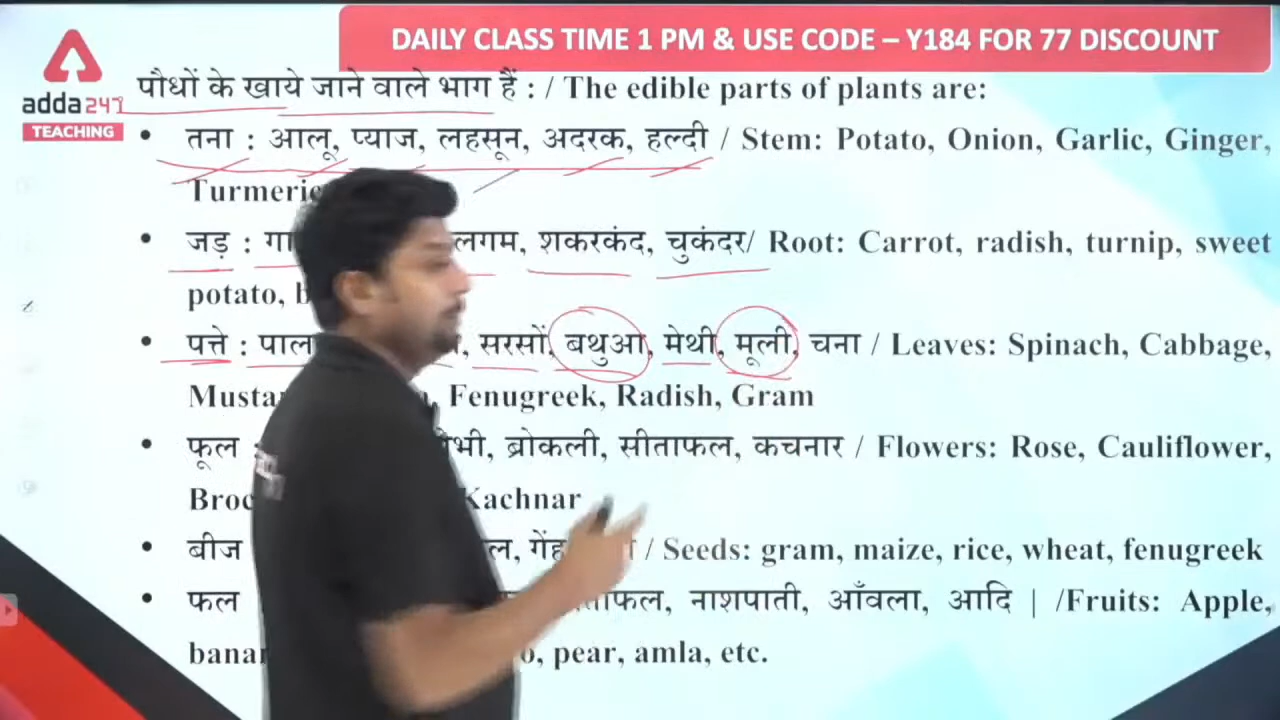 DAILY CLASS TIME 1 PM & USE CODE – Y184 FOR 77 DISCOUNT
adda247
TEACHING
पौधों के खाये जाने वाले भाग हैं : / The edible parts of plants are:
• तना : आलू, प्याज, लहसून, अदरक, हल्दी / Stem: Potato, Onion, Garlic, Ginger,
Turmeric
• जड़ : शकरकंद, चुकंदर/ Root: Carrot, radish, turnip, sweet
potato,
• पत्ते : सरसों, बथुआ, मेथी, मूली, चना / Leaves: Spinach, Cabbage,
Fenugreek, Radish, Gram
• फूल ब्रोकली, सीताफल, कचनार / Flowers: Rose, Cauliflower,
Kachnar
• बीज / Seeds: gram, maize, rice, wheat, fenugreek
• फल नाशपाती, आँवला, आदि | /Fruits: Apple,
pear, amla, etc.